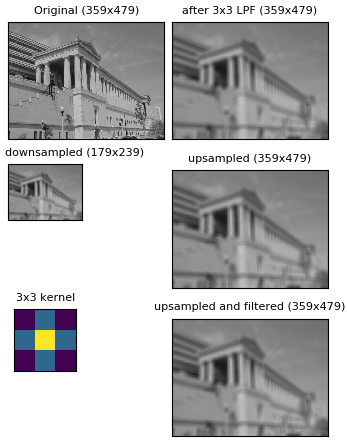 Original (359x479)
after 3x3 LPF (359x479)
downsampled (179x239)
upsampled (359x479)
3x3 kernel
upsampled and filtered (359x479)